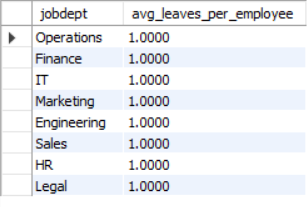 jobdept avg_leaves_per_employee
Operations 1.0000
Finance 1.0000
IT 1.0000
Marketing 1.0000
Engineering 1.0000
Sales 1.0000
HR 1.0000
Legal 1.0000